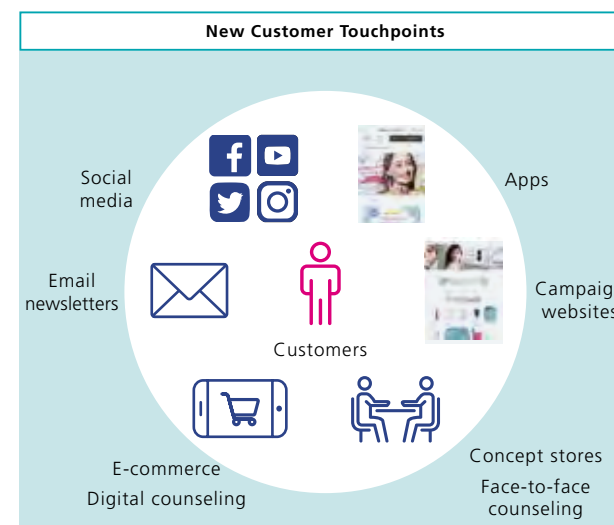 New Customer Touchpoints
Social
media
Apps
Email
newsletters
Campaig
websites
Customers
E-commerce
Digital counseling
Concept stores
Face-to-face
counseling